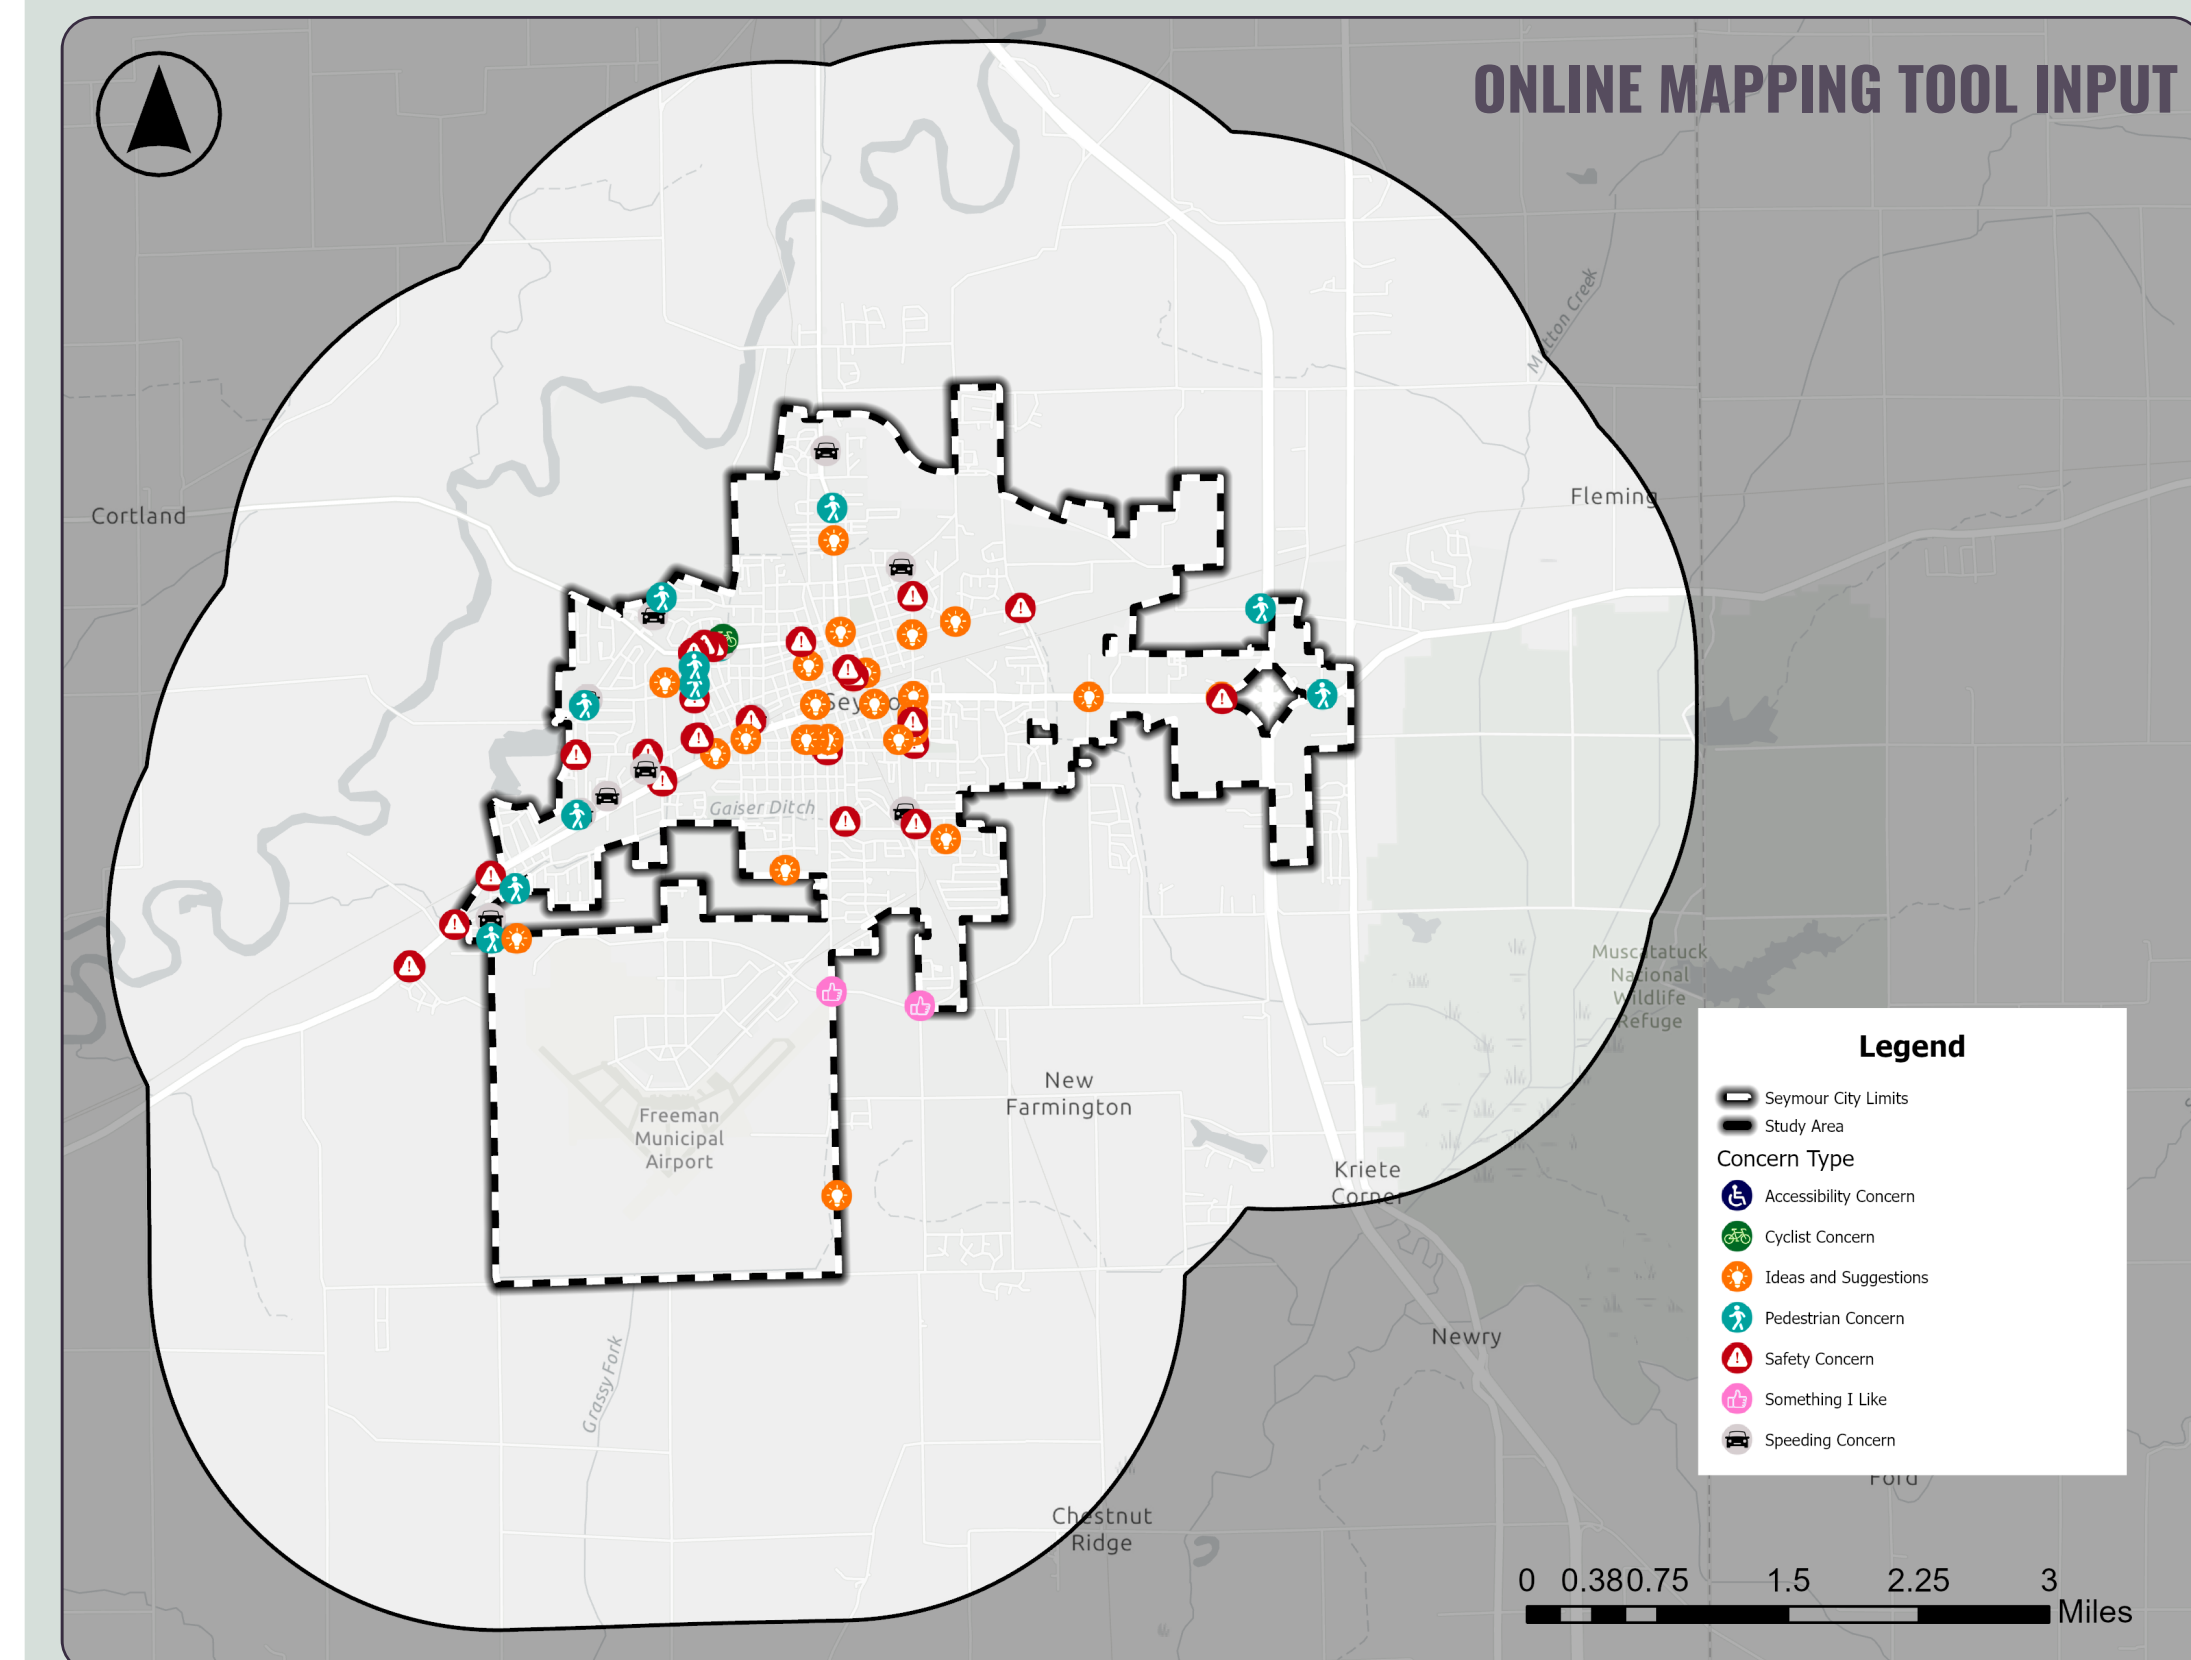 ONLINE MAPPING TOOL INPUT
Mutton Creek
Fleming
Cortland
Gaiser Ditch
Muscatatuck
National
Wildlife
Refuge
New
Farmington
Freeman
Municipal
Airport
Kriete
Corner
Newry
Grassy Fork
Chestnut
Ridge
Legend
Seymour City Limits
Study Area
Concern Type
Accessibility Concern
Cyclist Concern
Ideas and Suggestions
Pedestrian Concern
Safety Concern
Something I Like
Speeding Concern
Ford
0 0.38 0.75 1.5 2.25 3
Miles